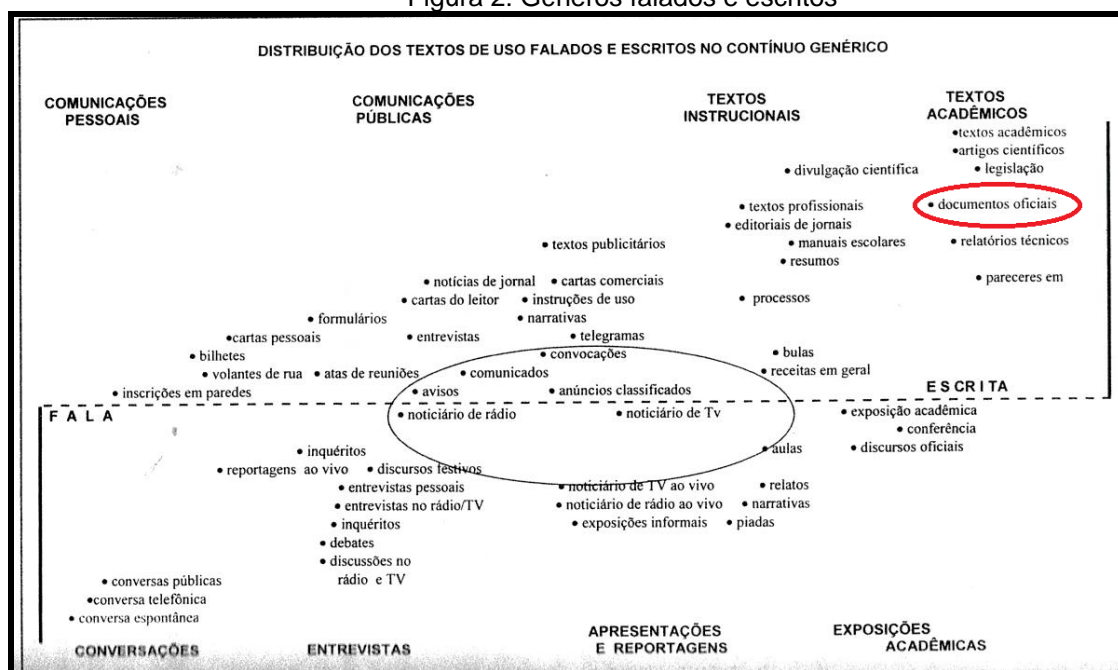 Figura 2. Gêneros falados e escritos
DISTRIBUIÇÃO DOS TEXTOS DE USO FALADOS E ESCRITOS NO CONTÍNUO GENÉRICO
COMUNICAÇÕES PESSOAIS
COMUNICAÇÕES PÚBLICAS
TEXTOS INSTRUCIONAIS
TEXTOS ACADÊMICOS
•textos acadêmicos
•artigos científicos
• divulgação científica • legislação
• textos profissionais • documentos oficiais
• editoriais de jornais
• textos publicitários • manuais escolares • relatórios técnicos
• resumos
• notícias de jornal • cartas comerciais • pareceres em
• cartas do leitor • instruções de uso • processos
• formulários • narrativas
•cartas pessoais • entrevistas • telegramas
• bilhetes • convocações • bulas
• volantes de rua • atas de reuniões • comunicados • receitas em geral
• inscrições em paredes • avisos • anúncios classificados ESCRITA
FALA • noticiário de rádio • noticiário de Tv • exposição acadêmica
• conferência
• inquéritos • aulas • discursos oficiais
• reportagens ao vivo • discursos festivos
• entrevistas pessoais • noticiário de TV ao vivo • relatos
• entrevistas no rádio/TV • noticiário de rádio ao vivo • narrativas
• inquéritos • exposições informais • piadas
• debates
• discussões no
• conversas públicas rádio e TV
•conversa telefônica
• conversa espontânea
CONVERSAÇÕES
ENTREVISTAS
APRESENTAÇÕES
E REPORTAGENS
EXPOSIÇÕES
ACADÊMICAS